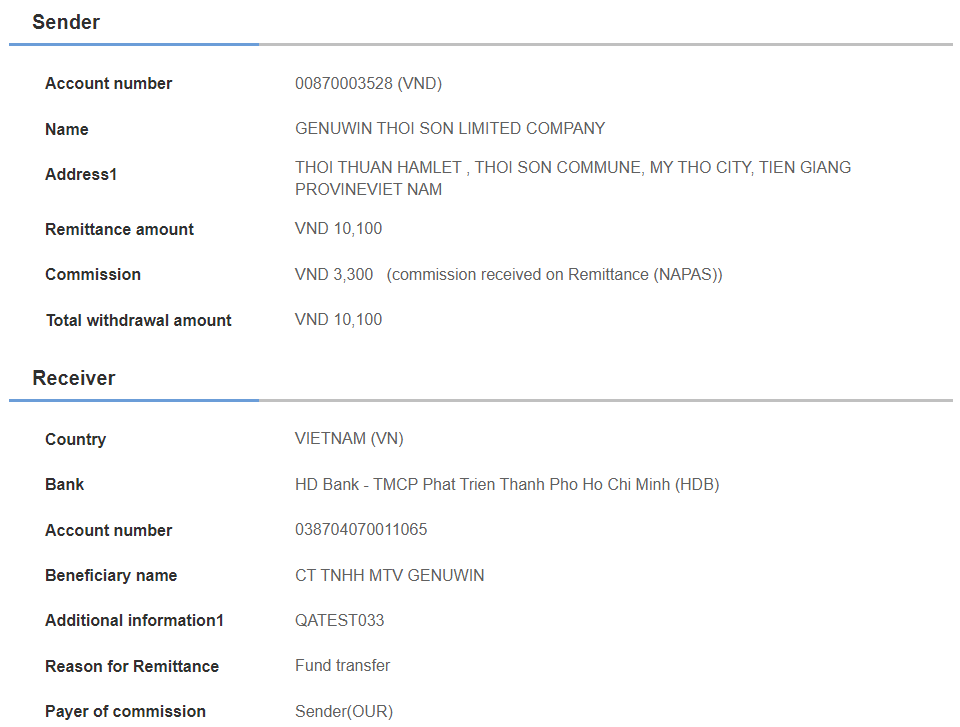 Sender
Account number 00870003528 (VND)
Name GENUWIN THOI SON LIMITED COMPANY
Address1 THOI THUAN HAMLET , THOI SON COMMUNE, MY THO CITY, TIEN GIANG
PROVINEVIET NAM
Remittance amount VND 10,100
Commission VND 3,300 (commission received on Remittance (NAPAS))
Total withdrawal amount VND 10,100
Receiver
Country VIETNAM (VN)
Bank HD Bank - TMCP Phat Trien Thanh Pho Ho Chi Minh (HDB)
Account number 038704070011065
Beneficiary name CT TNHH MTV GENUWIN
Additional information1 QATEST033
Reason for Remittance Fund transfer
Payer of commission Sender(OUR)